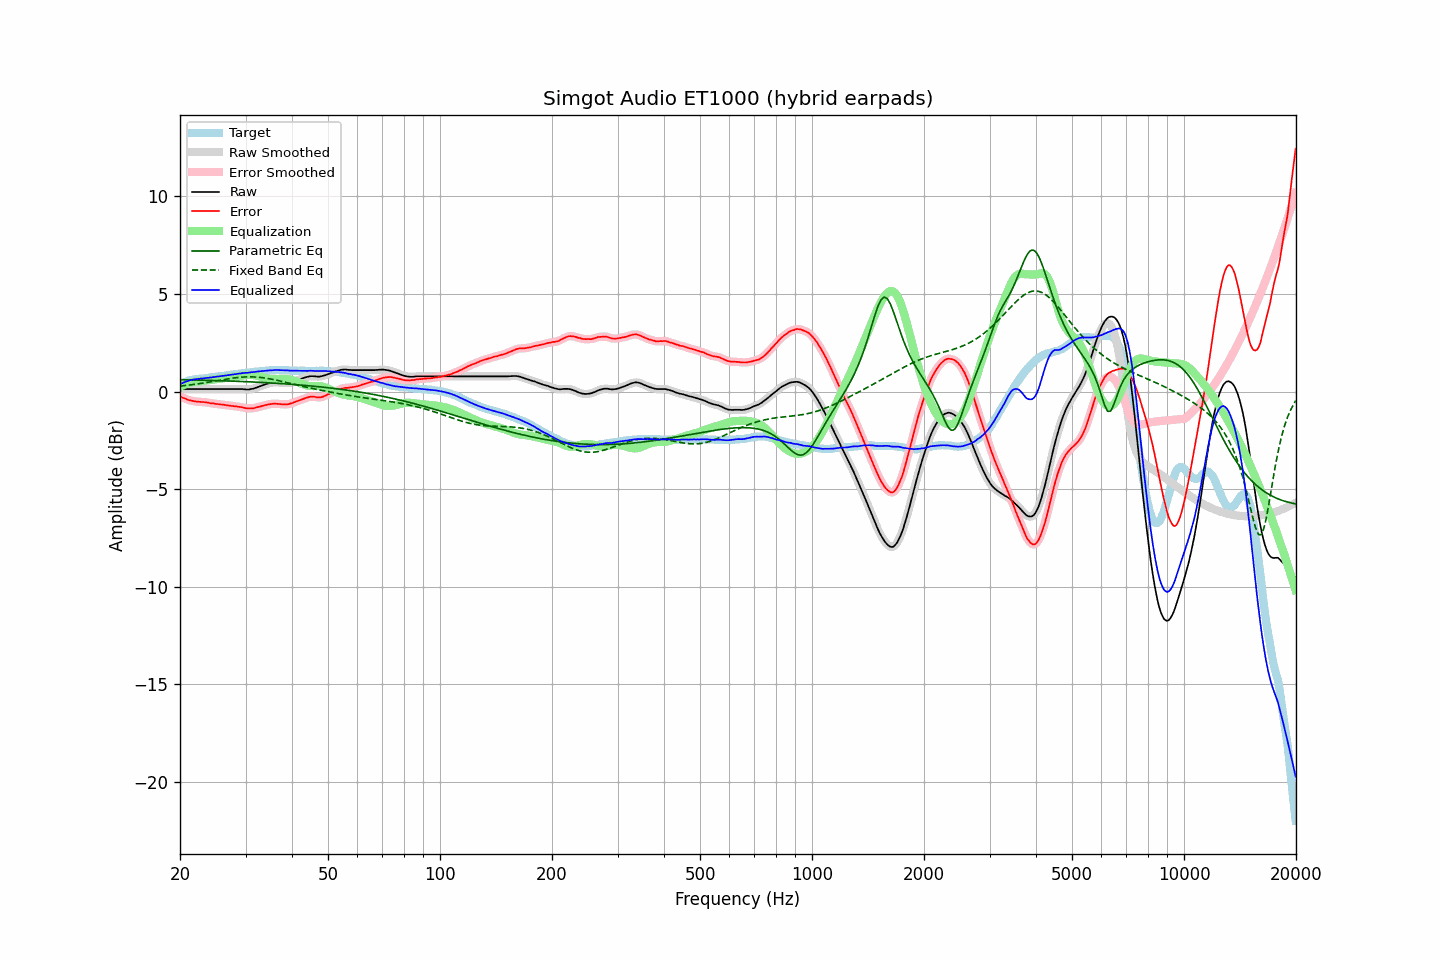 Simgot Audio ET1000 (hybrid earpads)
Target
Raw Smoothed
Error Smoothed
Raw
Error
Equalization
Parametric Eq
Fixed Band Eq
Equalized
10
5
0
−5
−10
−15
−20
Amplitude (dBr)
20 50 100 200 500 1000 2000 5000 10000 20000
Frequency (Hz)